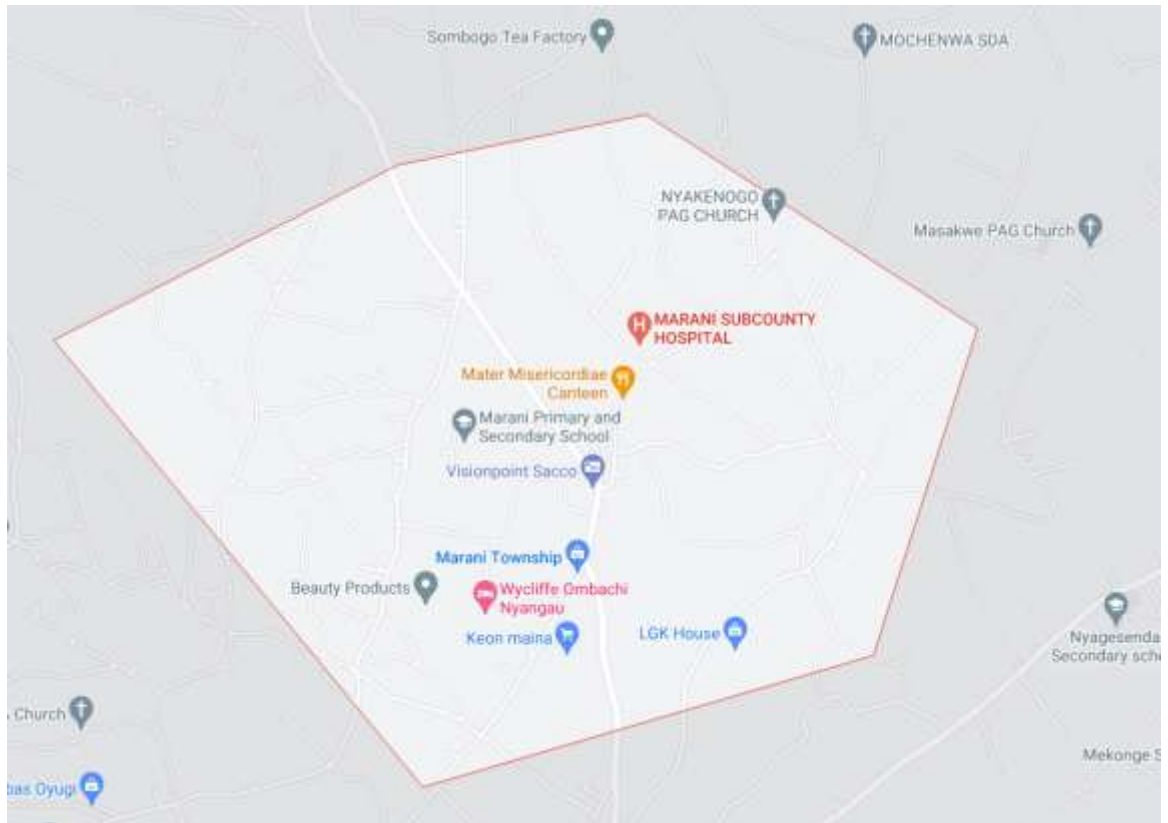 Sombogo Tea Factory
MOCHENWA SDA
NYAKENOGO
PAG CHURCH
Masakwe PAG Church
MARANI SUBCOUNTY
HOSPITAL
Mater Misericordiae
Canteen
Marani Primary and
Secondary School
Visionpoint Sacco
Marani Township
Beauty Products
Wycliffe Ombachi
Nyangau
Keon maina
LGK House
Nyagesenda
Secondary sch
Church
bas Oyugi
Mekonge S